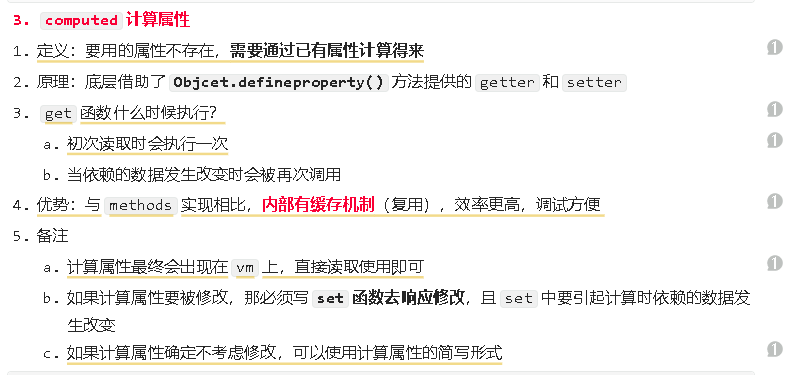 3. computed 计算属性
1. 定义：要用的属性不存在，需要通过已有属性计算得来
1
2. 原理：底层借助了 Objcet.defineproperty() 方法提供的 getter 和 setter
3. get 函数什么时候执行？
1
a. 初次读取时会执行一次
1
b. 当依赖的数据发生改变时会被再次调用
4. 优势：与 methods 实现相比，内部有缓存机制（复用），效率更高，调试方便
1
5. 备注
a. 计算属性最终会出现在 vm 上，直接读取使用即可
1
b. 如果计算属性要被修改，那必须写 set 函数去响应修改，且 set 中要引起计算时依赖的数据发
生改变
c. 如果计算属性确定不考虑修改，可以使用计算属性的简写形式
1